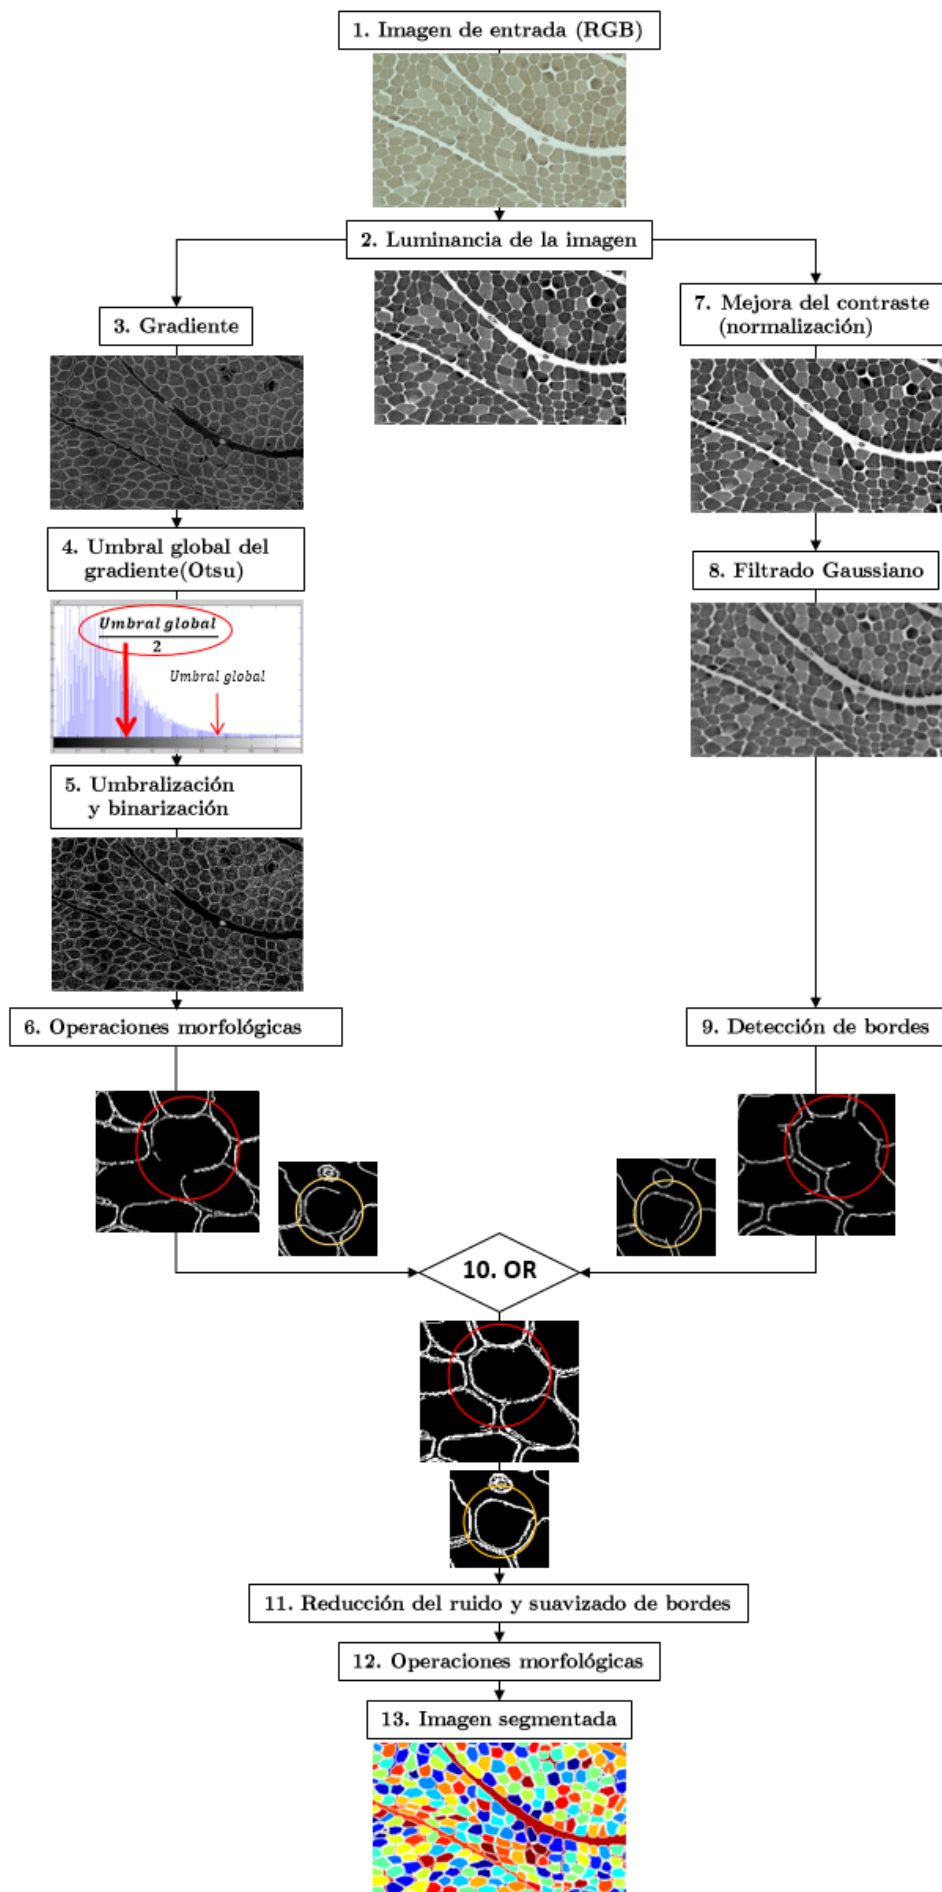 1. Imagen de entrada (RGB)
2. Luminancia de la imagen
3. Gradiente
4. Umbral global del
gradiente(Otsu)
Umbral global
2
Umbral global
5. Umbralización
y binarización
6. Operaciones morfológicas
7. Mejora del contraste
(normalización)
8. Filtrado Gaussiano
9. Detección de bordes
10. OR
11. Reducción del ruido y suavizado de bordes
12. Operaciones morfológicas
13. Imagen segmentada